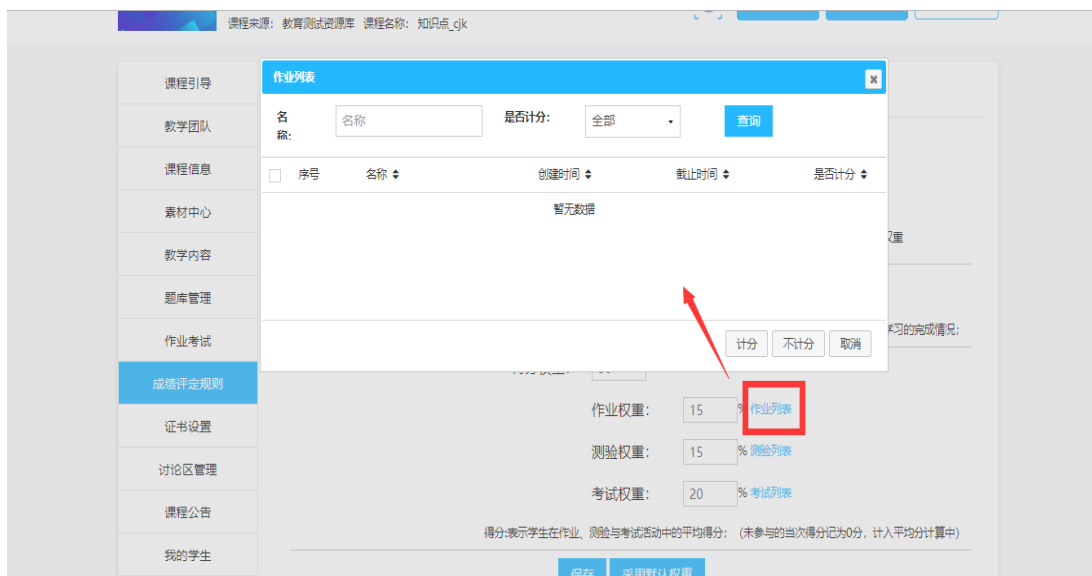 课程来源： 教育测试资源库 课程名称： 知识点_cjk
课程引导
教学团队
课程信息
素材中心
教学内容
题库管理
作业考试
成绩评定规则
证书设置
讨论区管理
课程公告
我的学生
作业列表
名称：
名称
是否计分：
全部
查询
序号 名称 创建时间 截止时间 是否计分
暂无数据
计分 不计分 取消
权重
学习的完成情况；
作业权重： 15 % 作业列表
测验权重： 15 % 测验列表
考试权重： 20 % 考试列表
得分:表示学生在作业、测验与考试活动中的平均得分； （未参与的当次得分记为0分，计入平均分计算中）
保存 采用默认权重